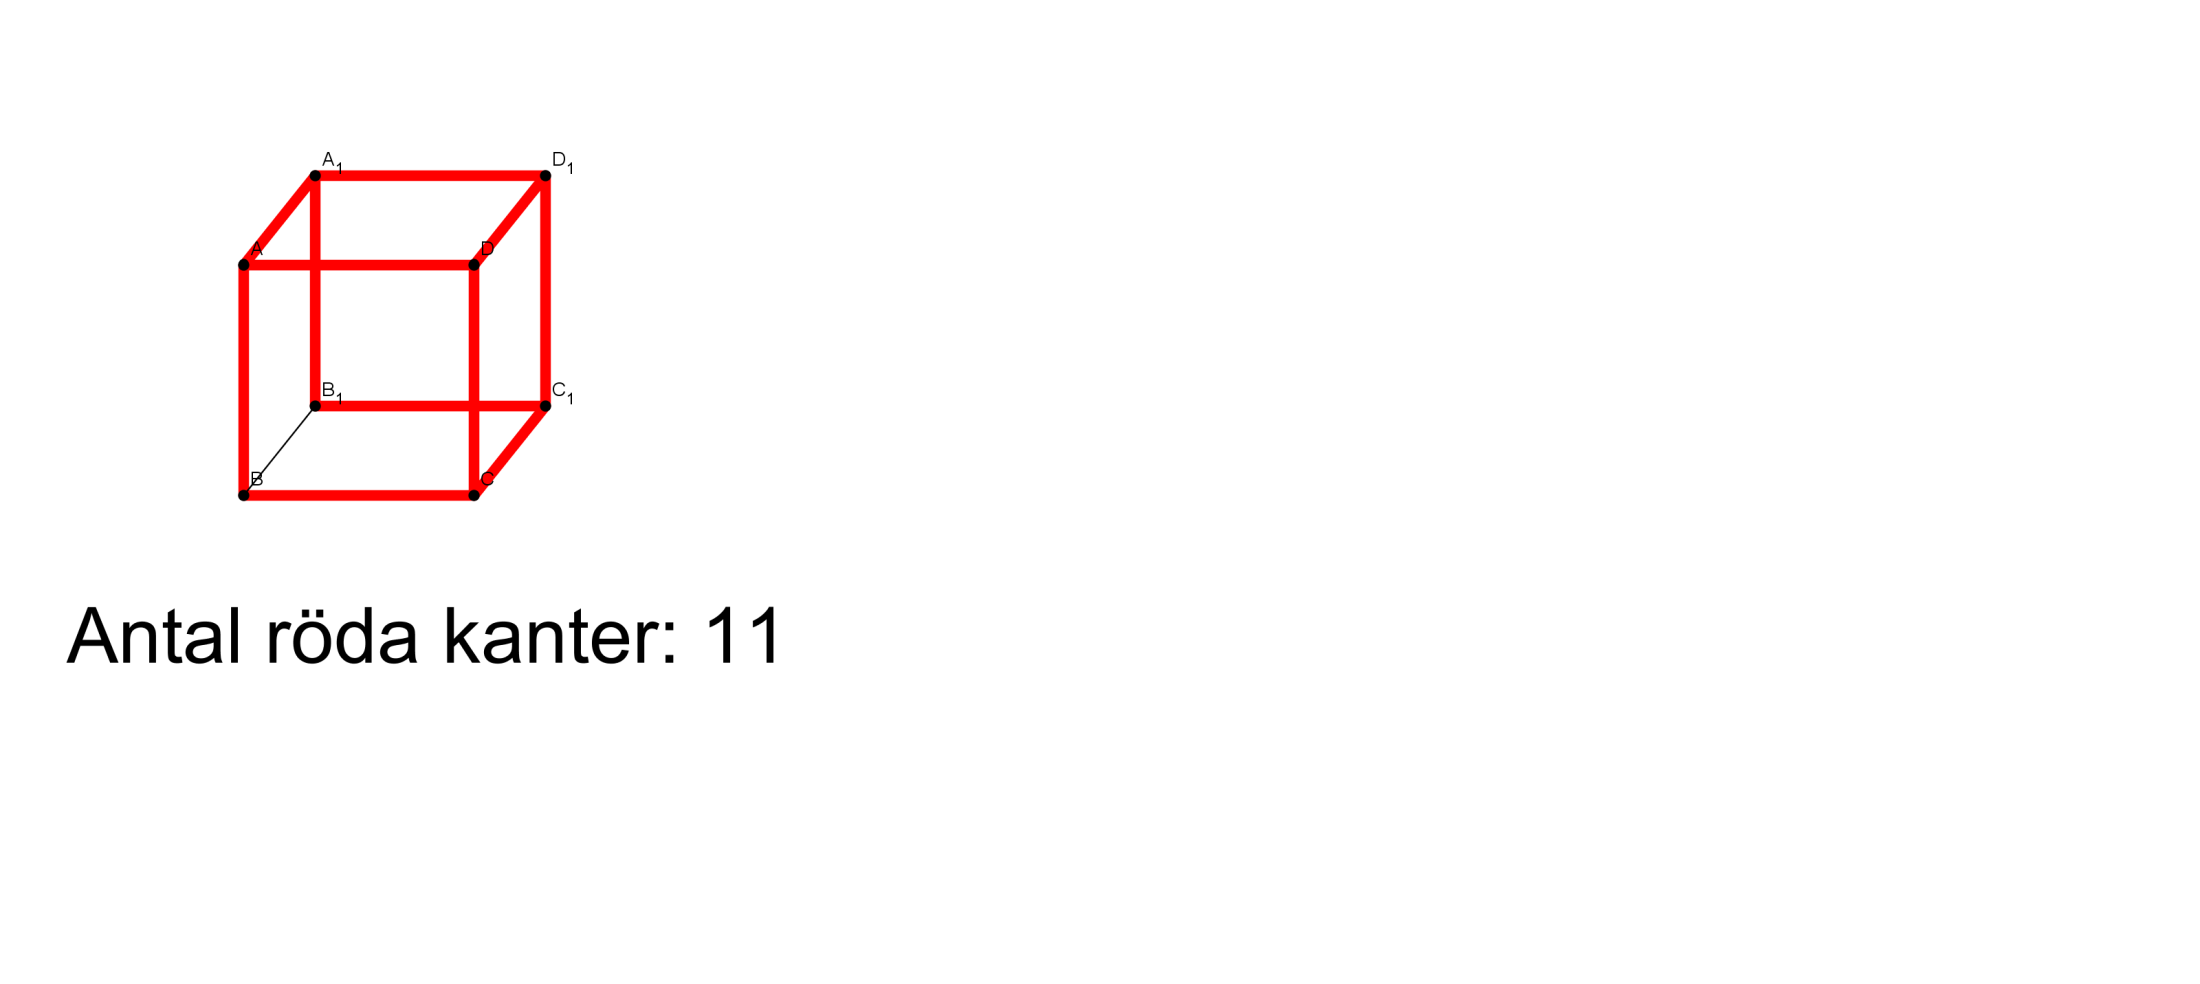 A₁ D₁
A D
B₁ C₁
B C
Antal röda kanter: 11